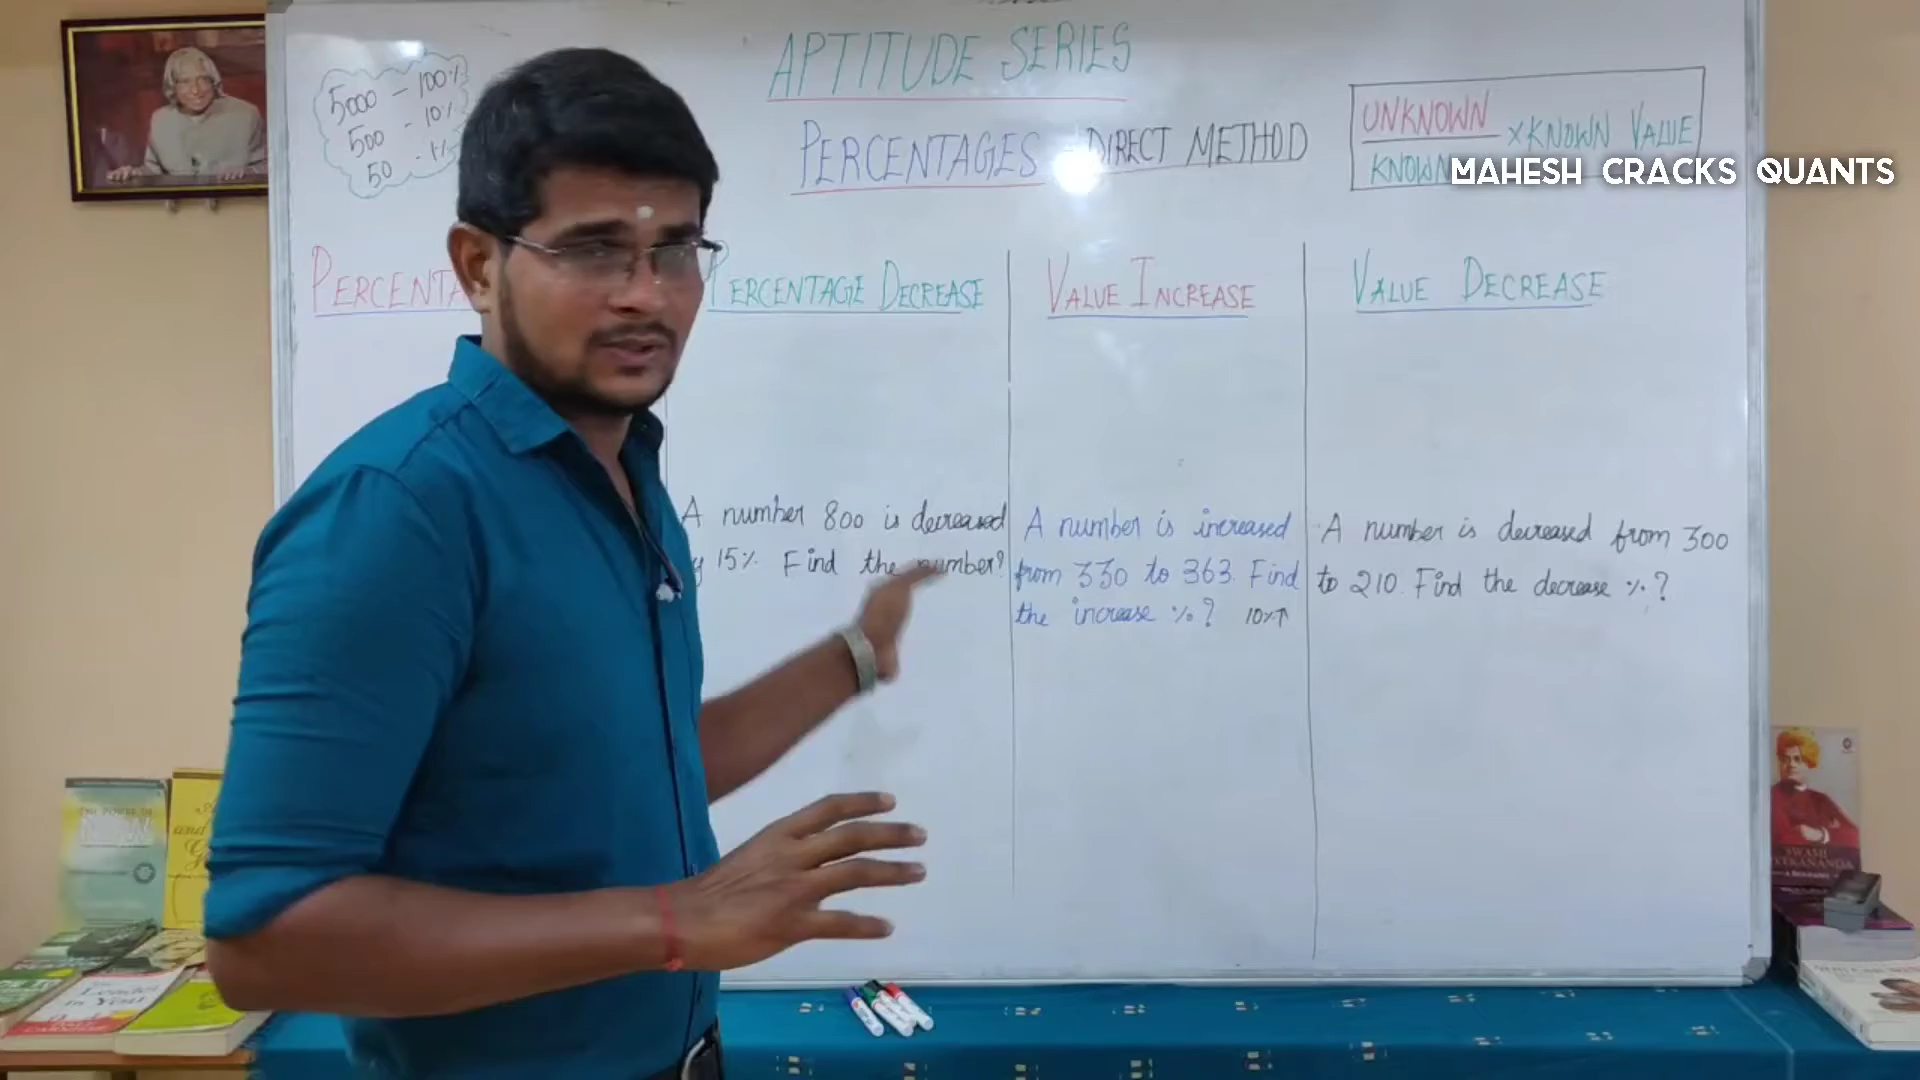 APTITUDE SERIES
PERCENTAGES - DIRECT METHOD
5000 - 100%
500 - 10%
50 - 1%
UNKNOWN
KNOWN
× KNOWN VALUE
MAHESH CRACKS QUANTS
PERCENTA
PERCENTAGE DECREASE
VALUE INCREASE
VALUE DECREASE
A number 800 is decreased
15% Find the number?
A number is increased
from 330 to 363. Find
the increase %? 10%↑
A number is decreased from 300
to 210. Find the decrease %?
SWAMI